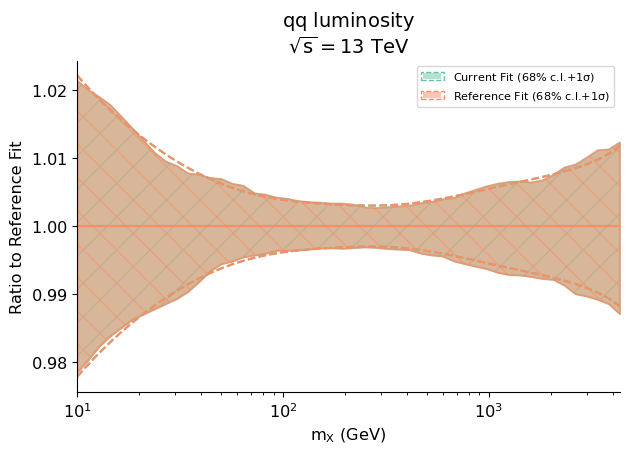 qq luminosity
√s = 13 TeV
Current Fit (68% c.l.+1σ)
Reference Fit (68% c.l.+1σ)
Ratio to Reference Fit
1.02
1.01
1.00
0.99
0.98
10¹ 10² 10³
m_X (GeV)